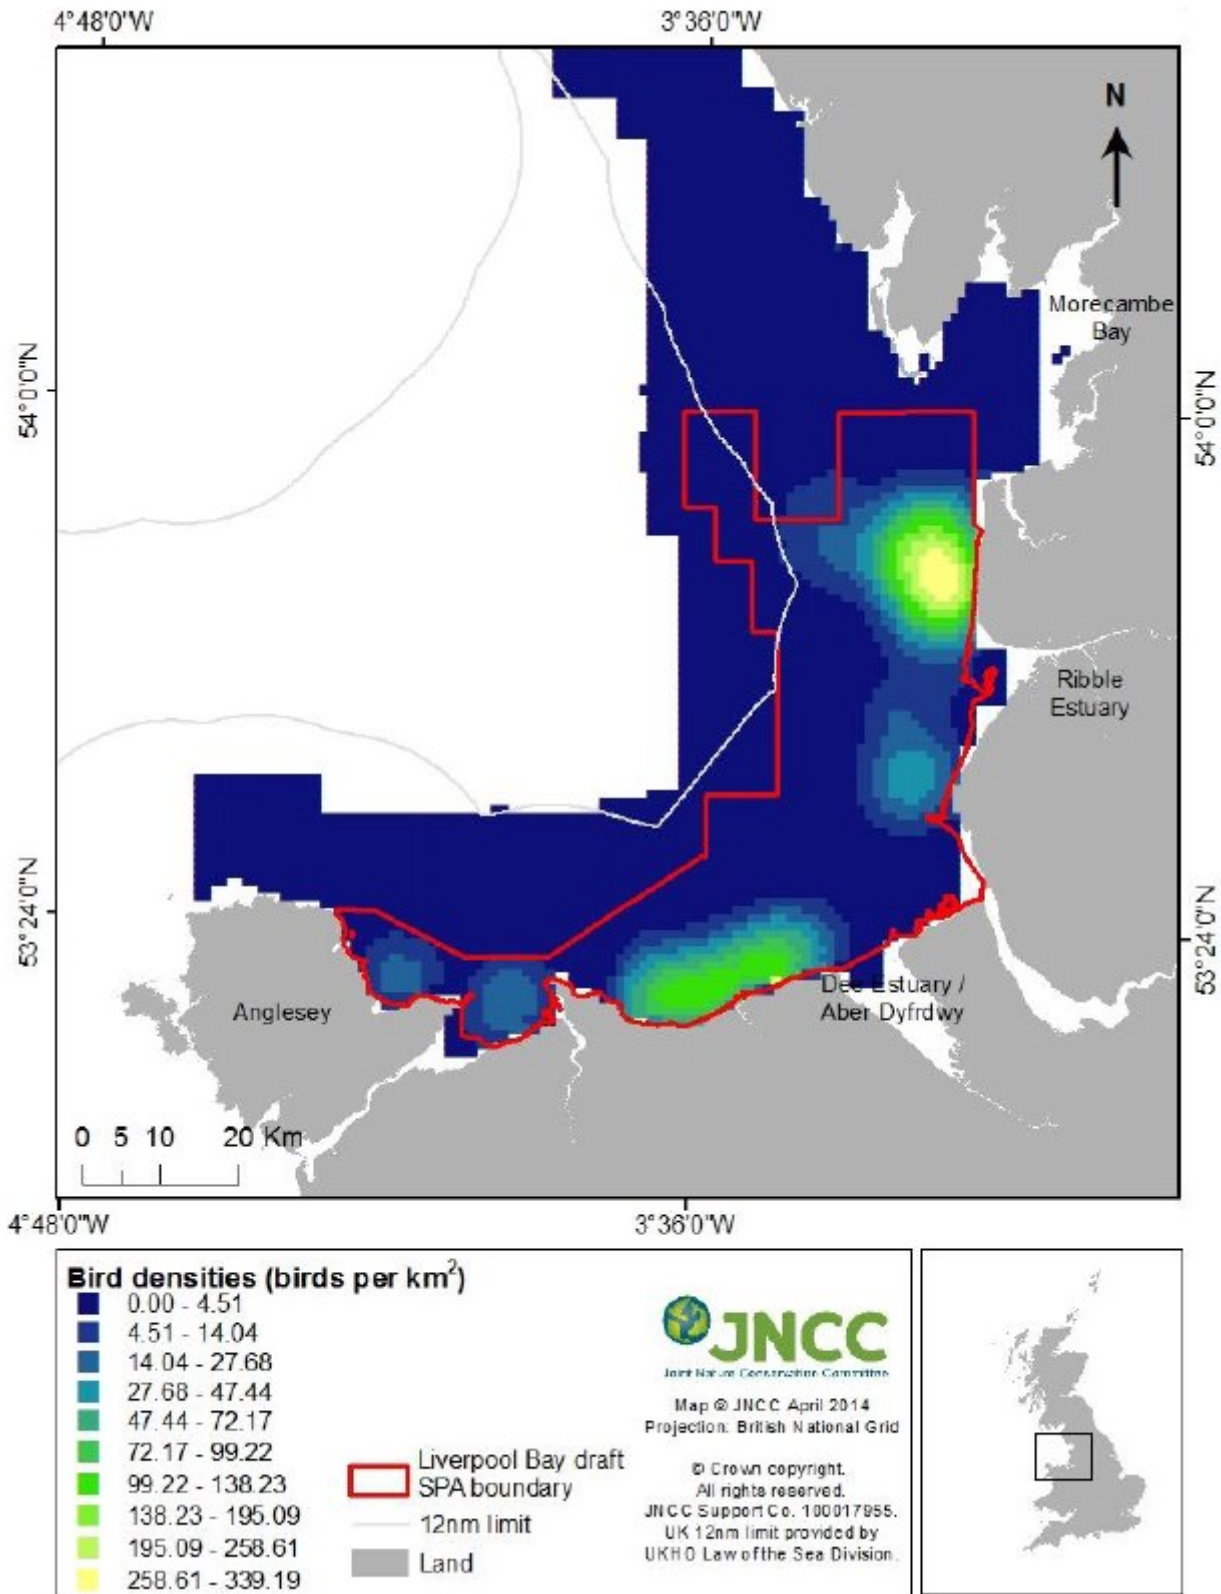 4°48'0"W 3°36'0"W
N
Morecambe
Bay
54°0'0"N 54°0'0"N
Ribble
Estuary
53°24'0"N 53°24'0"N
Dee Estuary /
Aber Dyfrdwy
Anglesey
0 5 10 20 Km
4°48'0"W 3°36'0"W
Bird densities (birds per km²)
0.00 - 4.51
4.51 - 14.04
14.04 - 27.68
27.68 - 47.44
47.44 - 72.17
72.17 - 99.22
99.22 - 138.23
138.23 - 195.09
195.09 - 258.61
258.61 - 339.19
Liverpool Bay draft
SPA boundary
12nm limit
Land
JNCC
Joint Nature Conservation Committee
Map © JNCC April 2014
Projection: British National Grid
© Crown copyright.
All rights reserved.
JNCC Support Co. 100017955.
UK 12nm limit provided by
UKHO Law of the Sea Division.